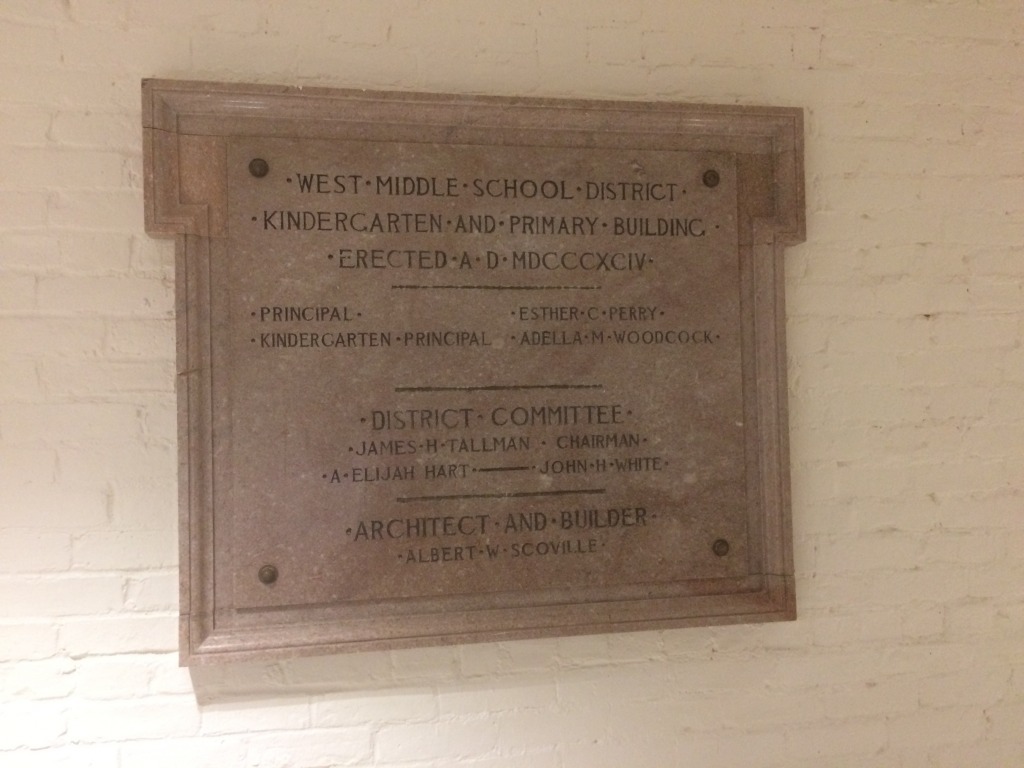 ·WEST·MIDDLE·SCHOOL·DISTRICT·
·KINDERGARTEN·AND·PRIMARY·BUILDING·
·ERECTED·A·D·MDCCCXCIV·
·PRINCIPAL· ·ESTHER·C·PERRY·
·KINDERGARTEN·PRINCIPAL ·ADELLA·M·WOODCOCK·
·DISTRICT·COMMITTEE·
·JAMES·H·TALLMAN·CHAIRMAN·
·A·ELIJAH HART·——·JOHN·H·WHITE·
·ARCHITECT·AND·BUILDER·
·ALBERT·W·SCOVILLE·